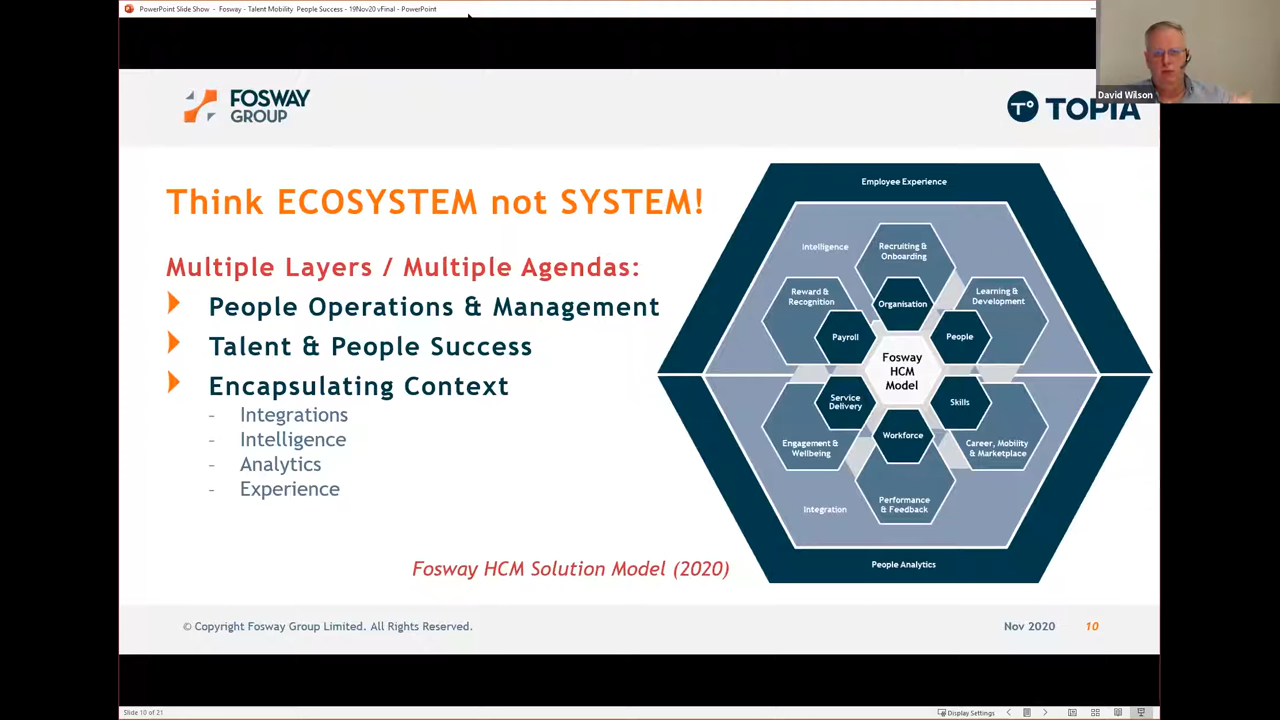 PowerPoint Slide Show - Fosway - Talent Mobility People Success - 19Nov20 vFinal - PowerPoint
David Wilson
FOSWAY
GROUP
TOPIA
Think ECOSYSTEM not SYSTEM!
Multiple Layers / Multiple Agendas:
People Operations & Management
Talent & People Success
Encapsulating Context
- Integrations
- Intelligence
- Analytics
- Experience
Fosway HCM Solution Model (2020)
Employee Experience
Intelligence
Recruiting &
Onboarding
Reward &
Recognition
Organisation
Learning &
Development
Payroll
People
Fosway
HCM
Model
Service
Delivery
Skills
Workforce
Engagement &
Wellbeing
Career, Mobility
& Marketplace
Performance
& Feedback
Integration
People Analytics
© Copyright Fosway Group Limited. All Rights Reserved.
Nov 2020
10
Slide 10 of 21
Display Settings